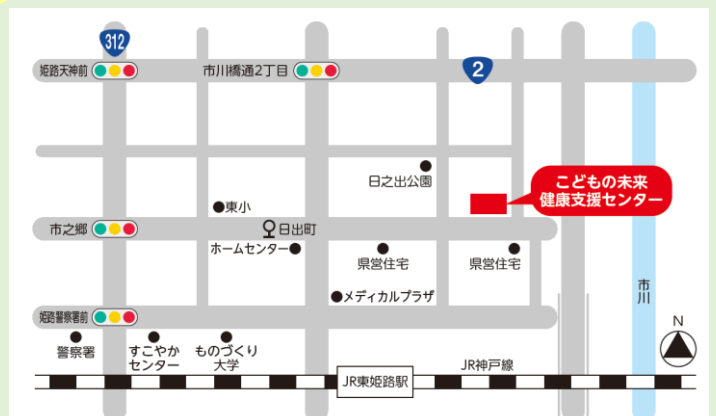 312
姫路天神前
市川橋通2丁目
2
日之出公園
こどもの未来
健康支援センター
東小
市之郷
日出町
ホームセンター
県営住宅
県営住宅
メディカルプラザ
市川
姫路警察署前
N
警察署
すこやか
センター
ものづくり
大学
JR神戸線
JR東姫路駅